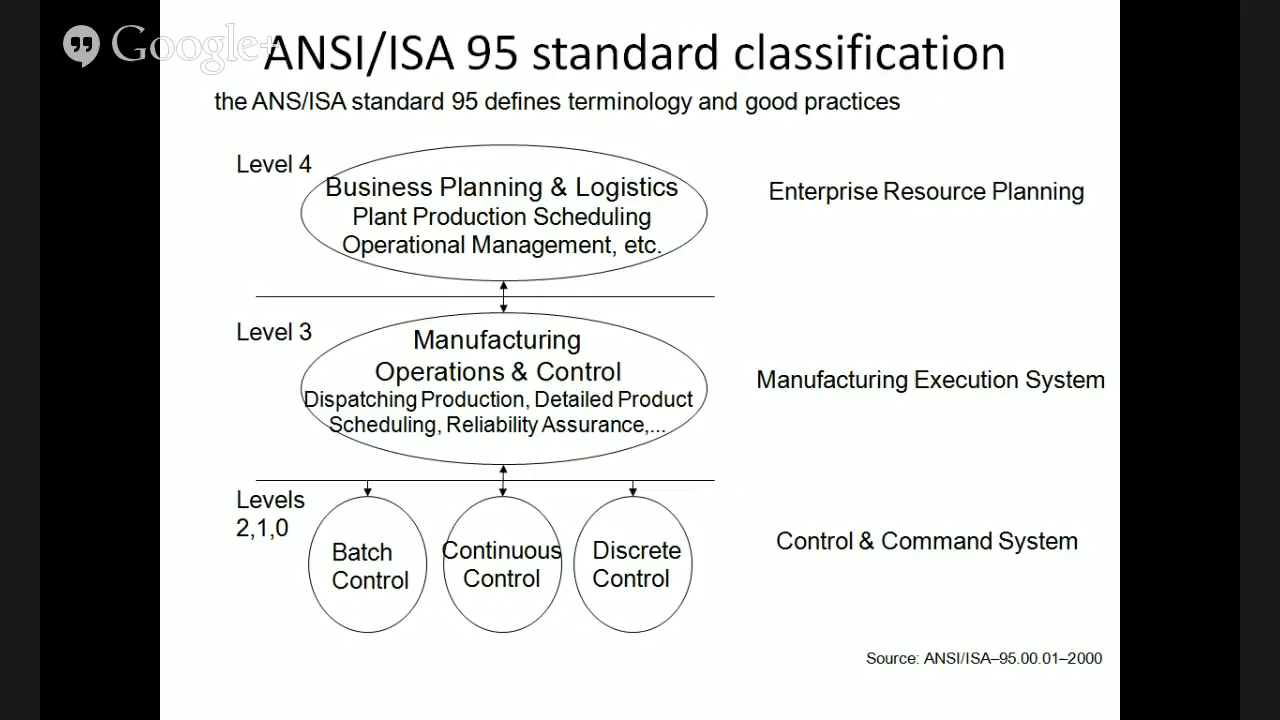 Google+
ANSI/ISA 95 standard classification
the ANS/ISA standard 95 defines terminology and good practices
Level 4
Business Planning & Logistics
Plant Production Scheduling
Operational Management, etc.
Enterprise Resource Planning
Level 3
Manufacturing
Operations & Control
Dispatching Production, Detailed Product
Scheduling, Reliability Assurance,...
Manufacturing Execution System
Levels
2,1,0
Batch
Control
Continuous
Control
Discrete
Control
Control & Command System
Source: ANSI/ISA–95.00.01–2000